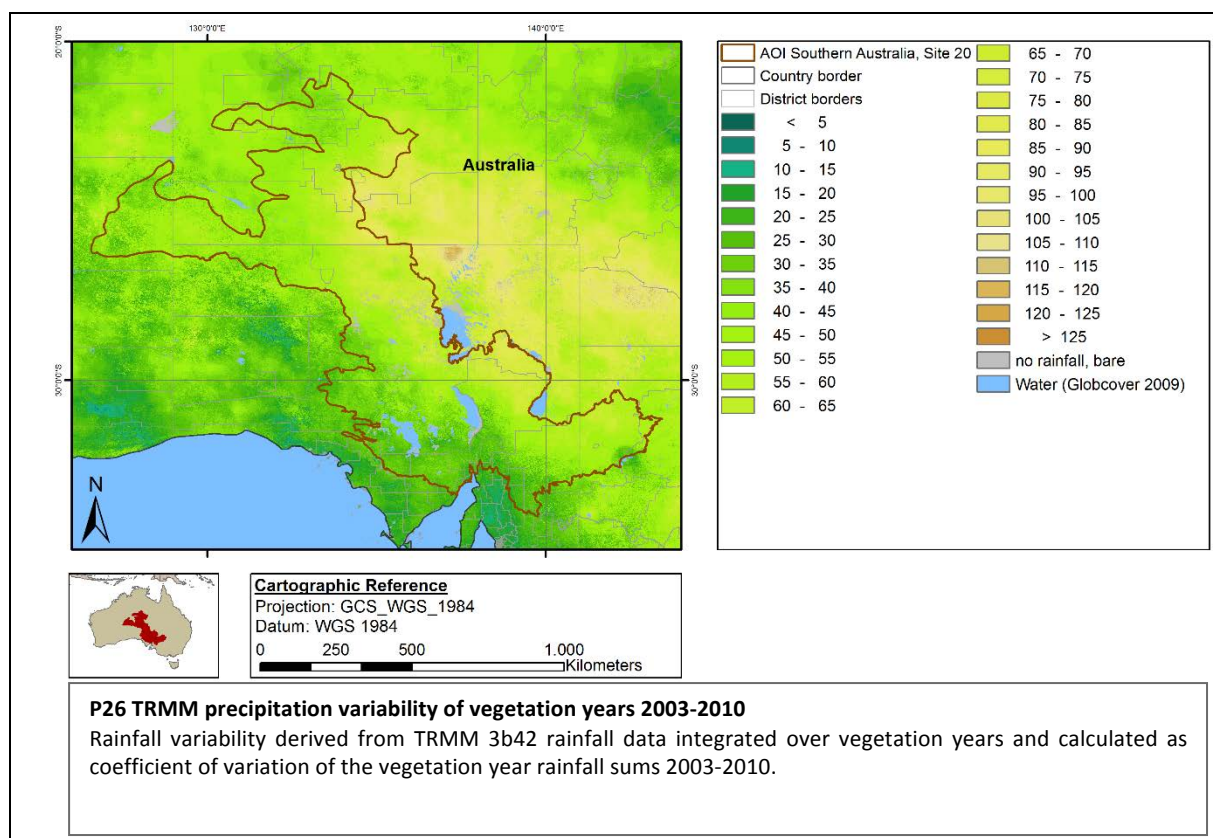 130°0'0"E
140°0'0"E
20°0'0"S
20°0'0"S
Australia
30°0'0"S
30°0'0"S
N
AOI Southern Australia, Site 20
Country border
District borders
< 5
5 - 10
10 - 15
15 - 20
20 - 25
25 - 30
30 - 35
35 - 40
40 - 45
45 - 50
50 - 55
55 - 60
60 - 65
65 - 70
70 - 75
75 - 80
80 - 85
85 - 90
90 - 95
95 - 100
100 - 105
105 - 110
110 - 115
115 - 120
120 - 125
> 125
no rainfall, bare
Water (Globcover 2009)
Cartographic Reference
Projection: GCS_WGS_1984
Datum: WGS 1984
0 250 500 1.000
Kilometers
P26 TRMM precipitation variability of vegetation years 2003-2010
Rainfall variability derived from TRMM 3b42 rainfall data integrated over vegetation years and calculated as
coefficient of variation of the vegetation year rainfall sums 2003-2010.